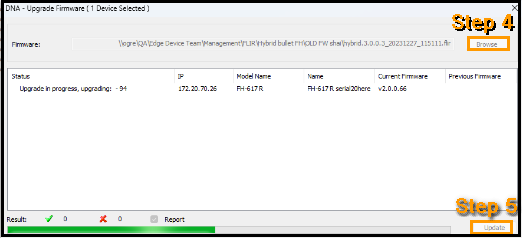 DNA - Upgrade Firmware ( 1 Device Selected )
Step 4
Firmware: \\ogre\QA\Edge Device Team\Management\FLIR\Hybrid bullet FH\OLD FW shai\hybrid.3.0.0.3_20231227_115111.flr Browse
Status IP Model Name Name Current Firmware Previous Firmware
Upgrade in progress, upgrading: - 94 172.20.70.26 FH-617 R FH-617 R serial20here v2.0.0.66
Step 5
Result: 0 0 Report
Update